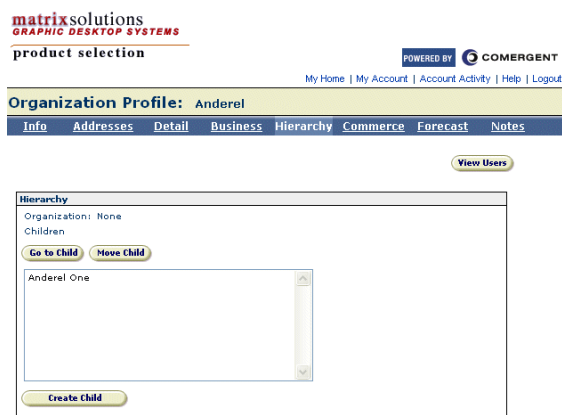 matrixsolutions
GRAPHIC DESKTOP SYSTEMS
product selection
POWERED BY COMERGENT
My Home | My Account | Account Activity | Help | Logout
Organization Profile: Anderel
Info Addresses Detail Business Hierarchy Commerce Forecast Notes
View Users
Hierarchy
Organization: None
Children
Go to Child Move Child
Anderel One
Create Child